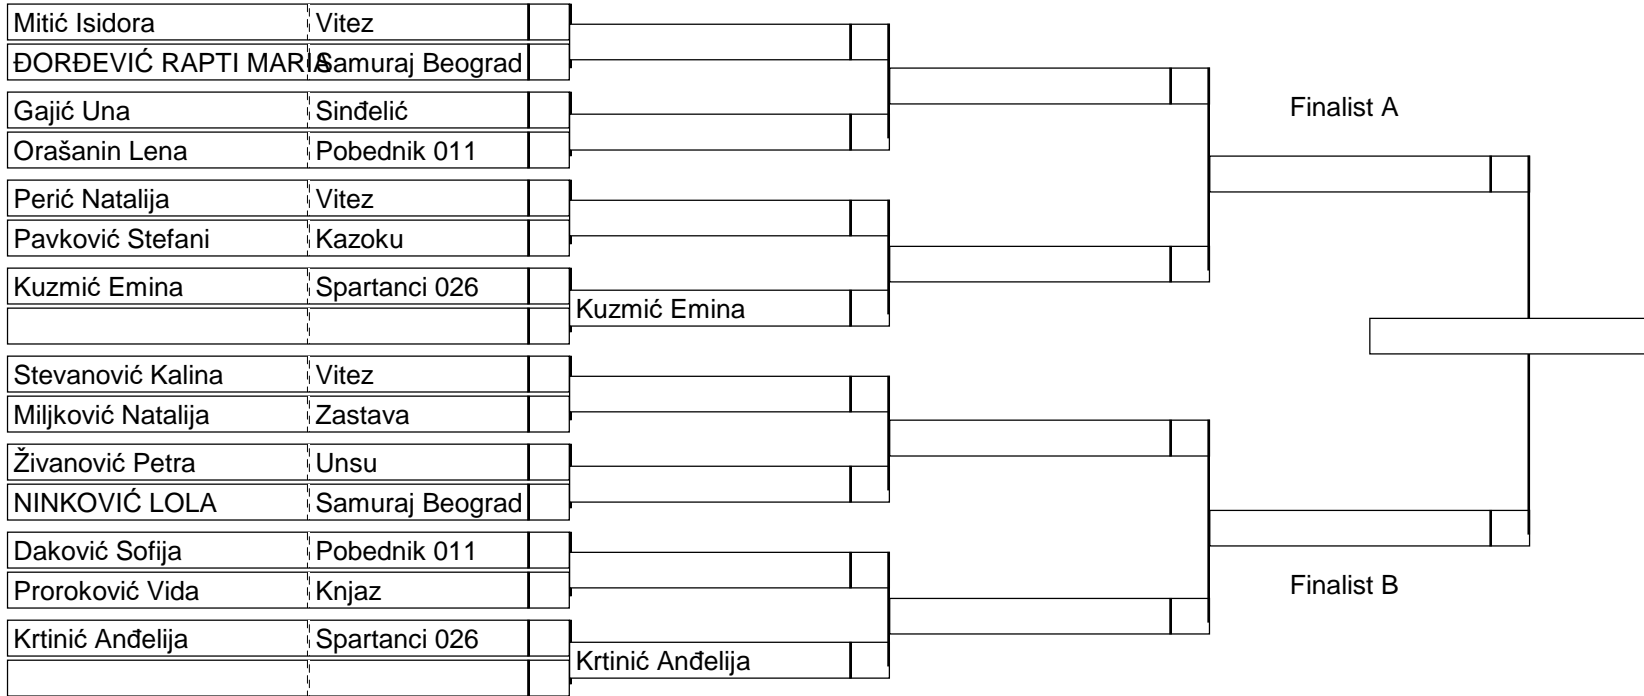 Mitić Isidora Vitez
ĐORĐEVIĆ RAPTI MARIA Samuraj Beograd
Gajić Una Sinđelić
Finalist A
Orašanin Lena Pobednik 011
Perić Natalija Vitez
Pavković Stefani Kazoku
Kuzmić Emina Spartanci 026
Kuzmić Emina
Stevanović Kalina Vitez
Miljković Natalija Zastava
Živanović Petra Unsu
NINKOVIĆ LOLA Samuraj Beograd
Daković Sofija Pobednik 011
Proroković Vida Knjaz
Finalist B
Krtinić Anđelija Spartanci 026
Krtinić Anđelija